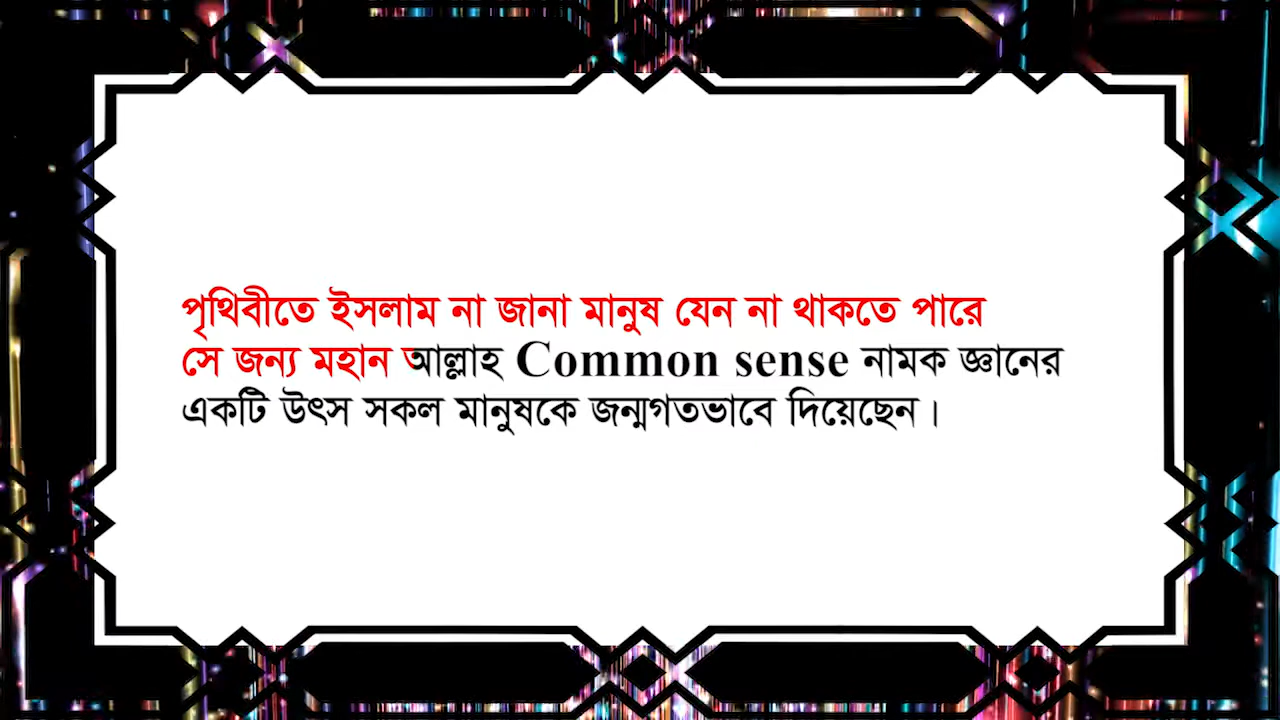 পৃথিবীতে ইসলাম না জানা মানুষ যেন না থাকতে পারে
সে জন্য মহান আল্লাহ Common sense নামক জ্ঞানের
একটি উৎস সকল মানুষকে জন্মগতভাবে দিয়েছেন।